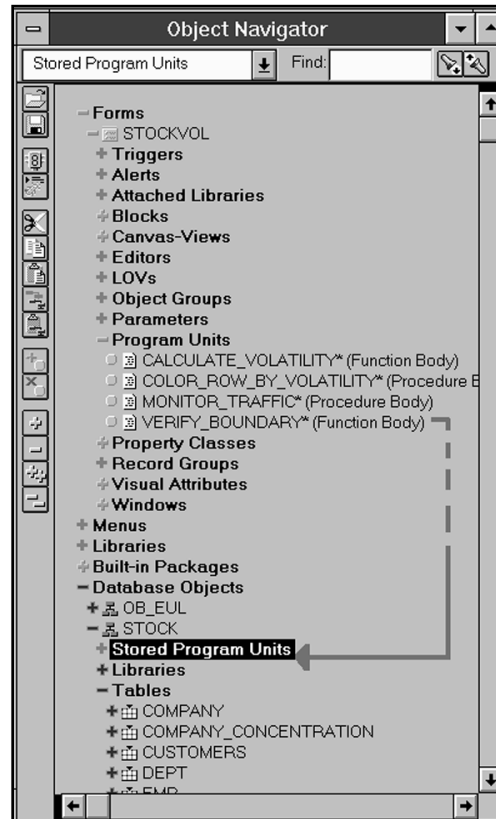 Object Navigator
Stored Program Units Find:
Forms
STOCKVOL
Triggers
Alerts
Attached Libraries
Blocks
Canvas-Views
Editors
LOVs
Object Groups
Parameters
Program Units
CALCULATE_VOLATILITY* (Function Body)
COLOR_ROW_BY_VOLATILITY* (Procedure B
MONITOR_TRAFFIC* (Procedure Body)
VERIFY_BOUNDARY* (Function Body)
Property Classes
Record Groups
Visual Attributes
Windows
Menus
Libraries
Built-in Packages
Database Objects
OB_EUL
STOCK
Stored Program Units
Libraries
Tables
COMPANY
COMPANY_CONCENTRATION
CUSTOMERS
DEPT
EMP